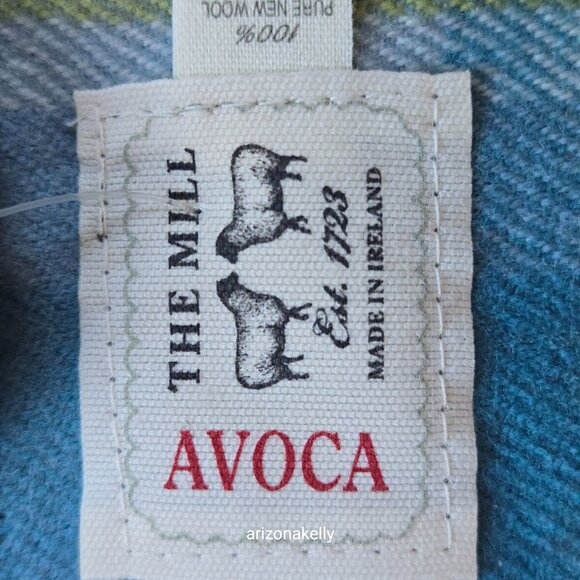 100%
PURE NEW WOOL
THE MILL
Est. 1723
MADE IN IRELAND
AVOCA
arizonakelly